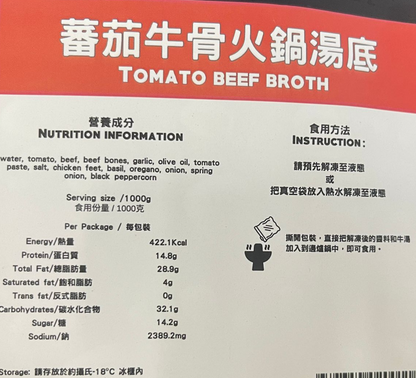 蕃茄牛骨火鍋湯底
TOMATO BEEF BROTH
營養成分
NUTRITION INFORMATION
water, tomato, beef, beef bones, garlic, olive oil, tomato
paste, salt, chicken feet, basil, oregano, onion, spring
onion, black peppercorn
Serving size /1000g
食用份量 / 1000克
Per Package / 每包裝
Energy/熱量 422.1Kcal
Protein/蛋白質 14.8g
Total Fat/總脂肪量 28.9g
Saturated fat/飽和脂肪 4g
Trans fat/反式脂肪 0g
Carbohydrates/碳水化合物 32.1g
Sugar/糖 14.2g
Sodium/鈉 2389.2mg
Storage: 請存放於約攝氏-18°C 冰櫃內
食用方法
INSTRUCTION:
請預先解凍至液態
或
把真空袋放入熱水解凍至液態
撕開包裝，直接把解凍後的醬料和牛湯
加入到邊爐鍋中，即可食用。